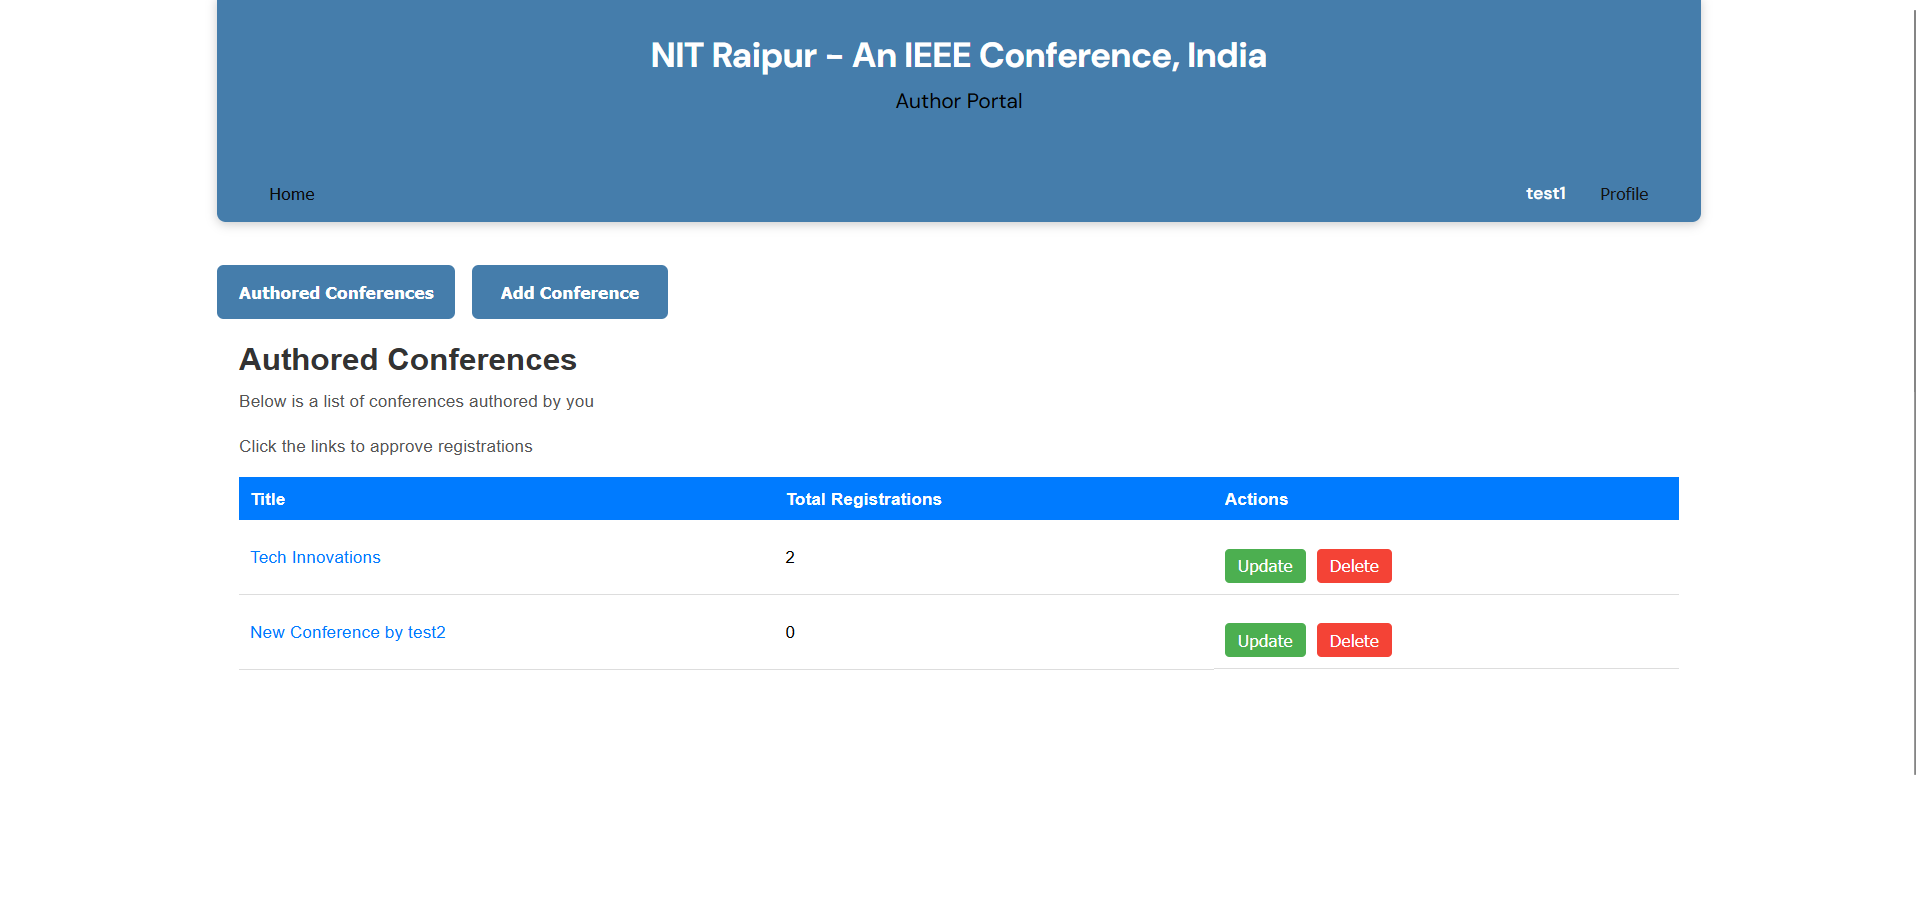 NIT Raipur - An IEEE Conference, India
Author Portal
Home test1 Profile
Authored Conferences Add Conference
Authored Conferences
Below is a list of conferences authored by you
Click the links to approve registrations
Title Total Registrations Actions
Tech Innovations 2 Update Delete
New Conference by test2 0 Update Delete